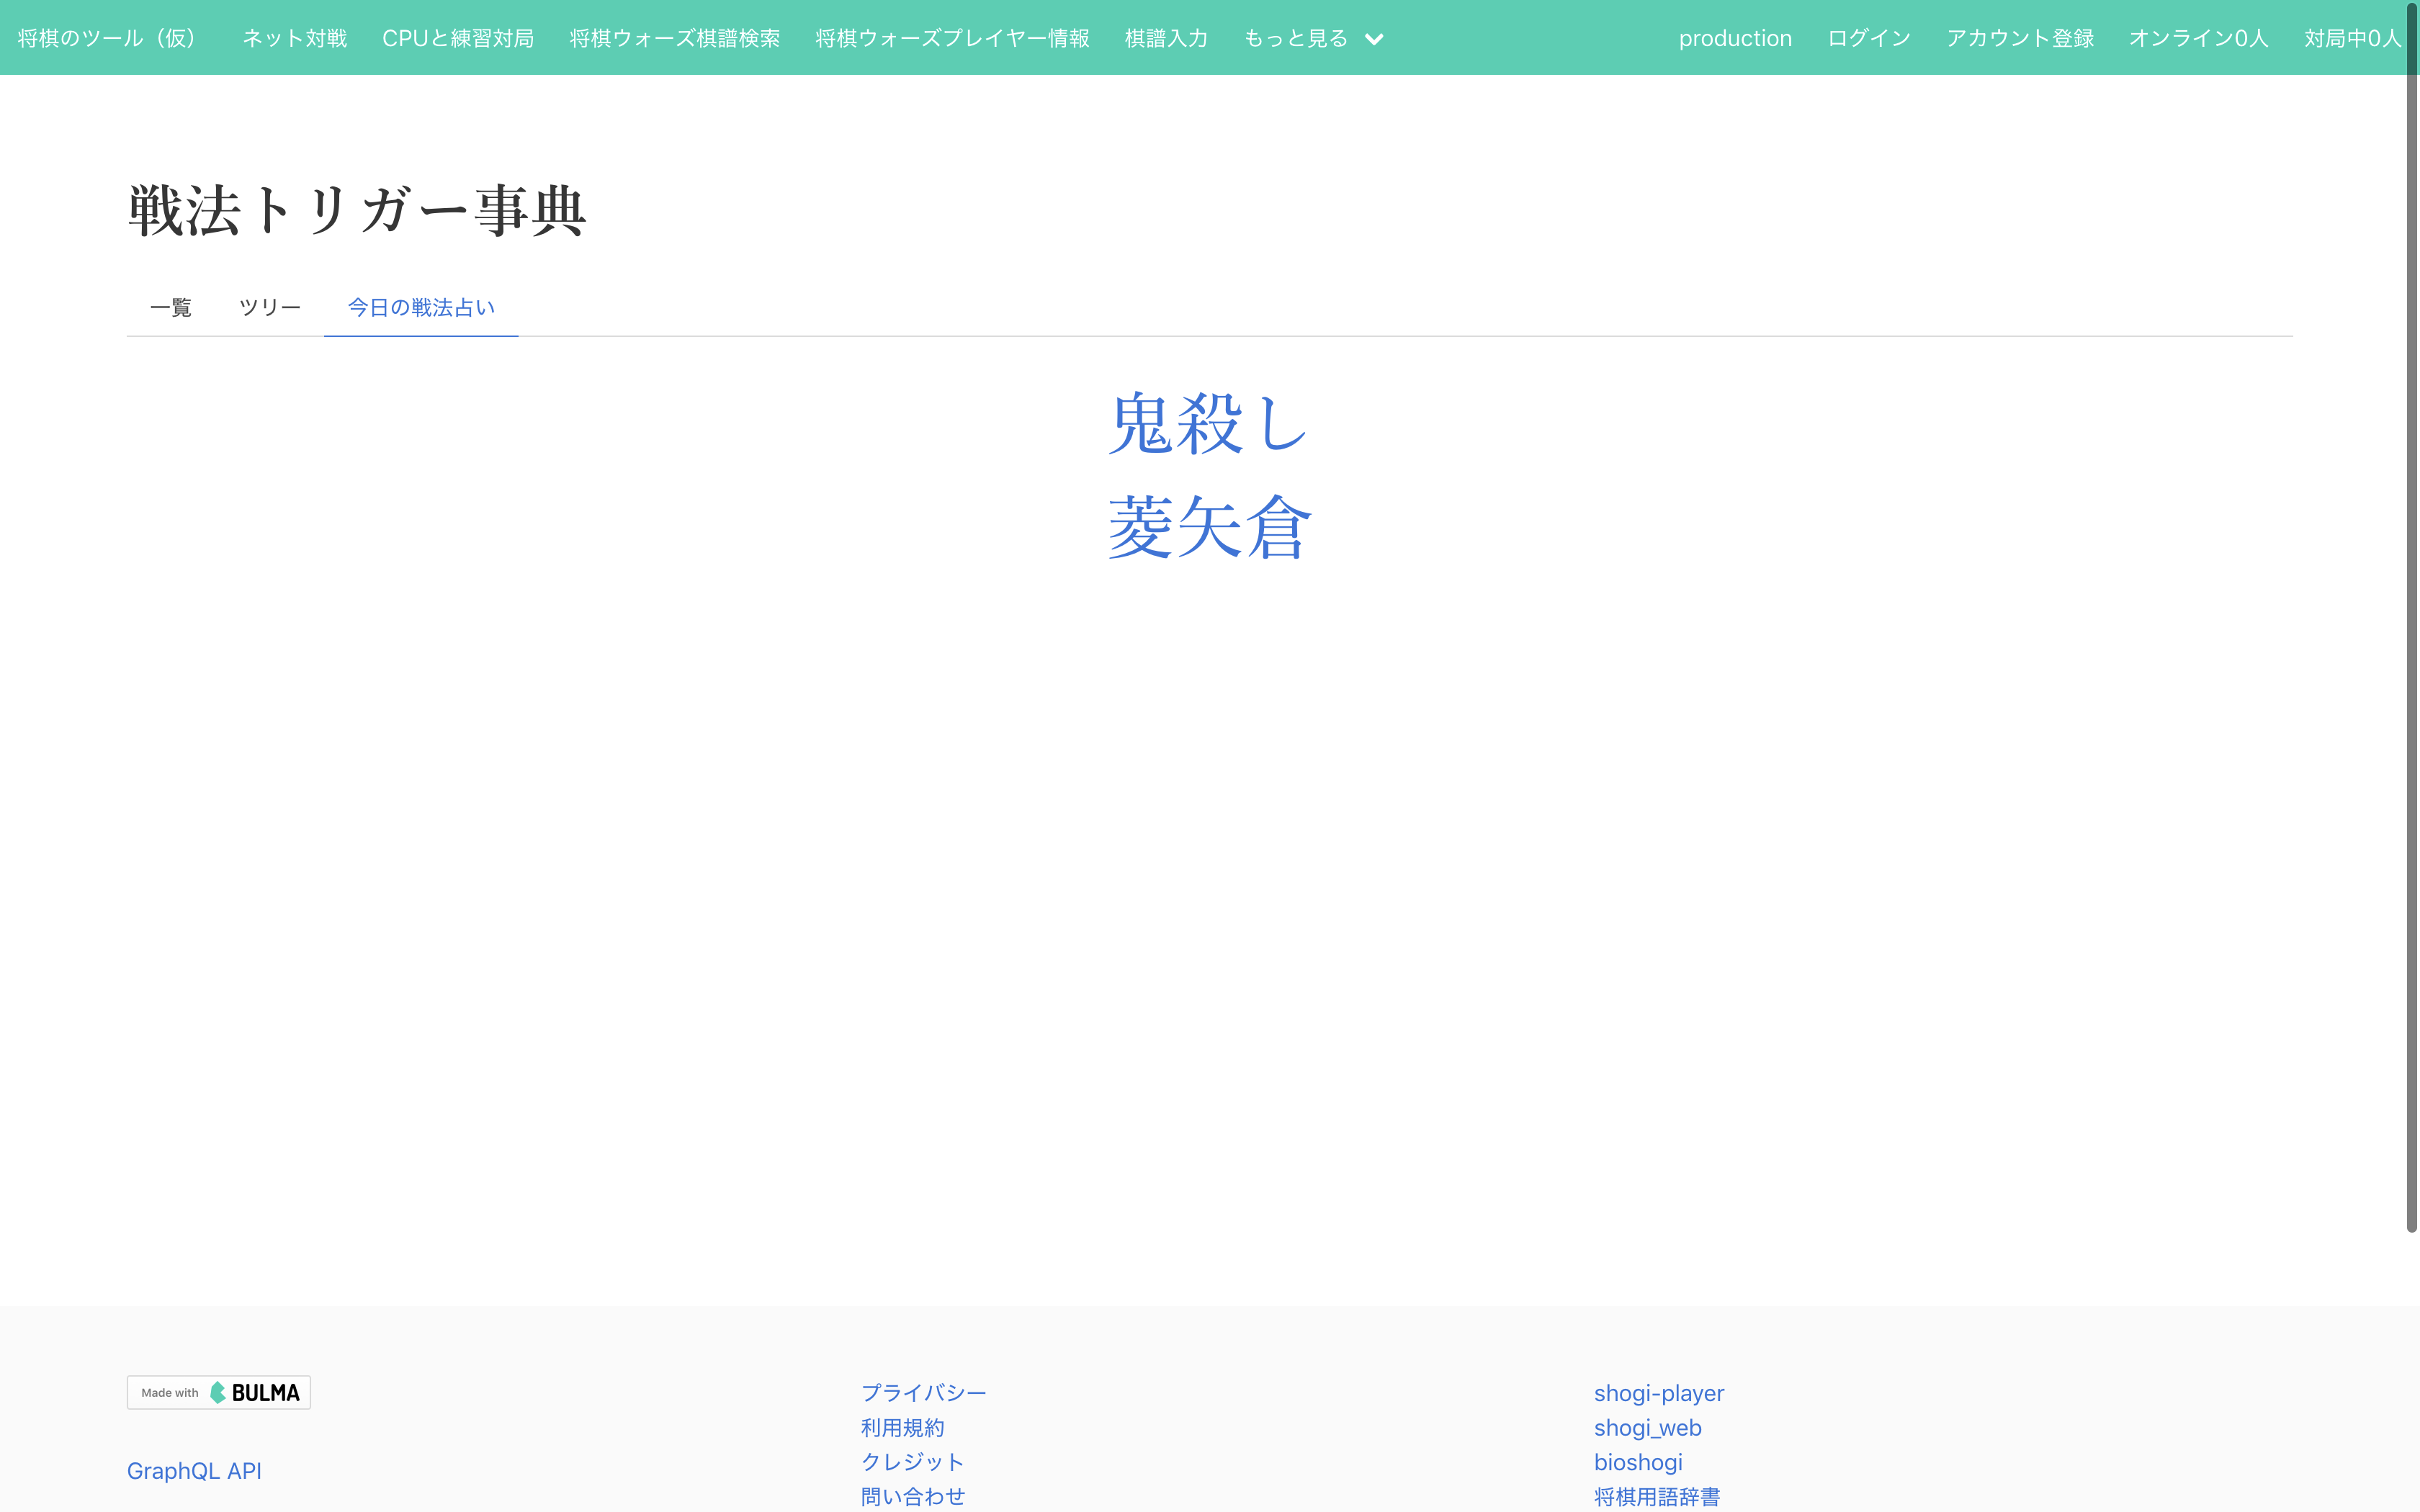 将棋のツール（仮） ネット対戦 CPUと練習対局 将棋ウォーズ棋譜検索 将棋ウォーズプレイヤー情報 棋譜入力 もっと見る production ログイン アカウント登録 オンライン0人 対局中0人
戦法トリガー事典
一覧 ツリー 今日の戦法占い
鬼殺し
菱矢倉
Made with BULMA
GraphQL API
プライバシー
利用規約
クレジット
問い合わせ
shogi-player
shogi_web
bioshogi
将棋用語辞書